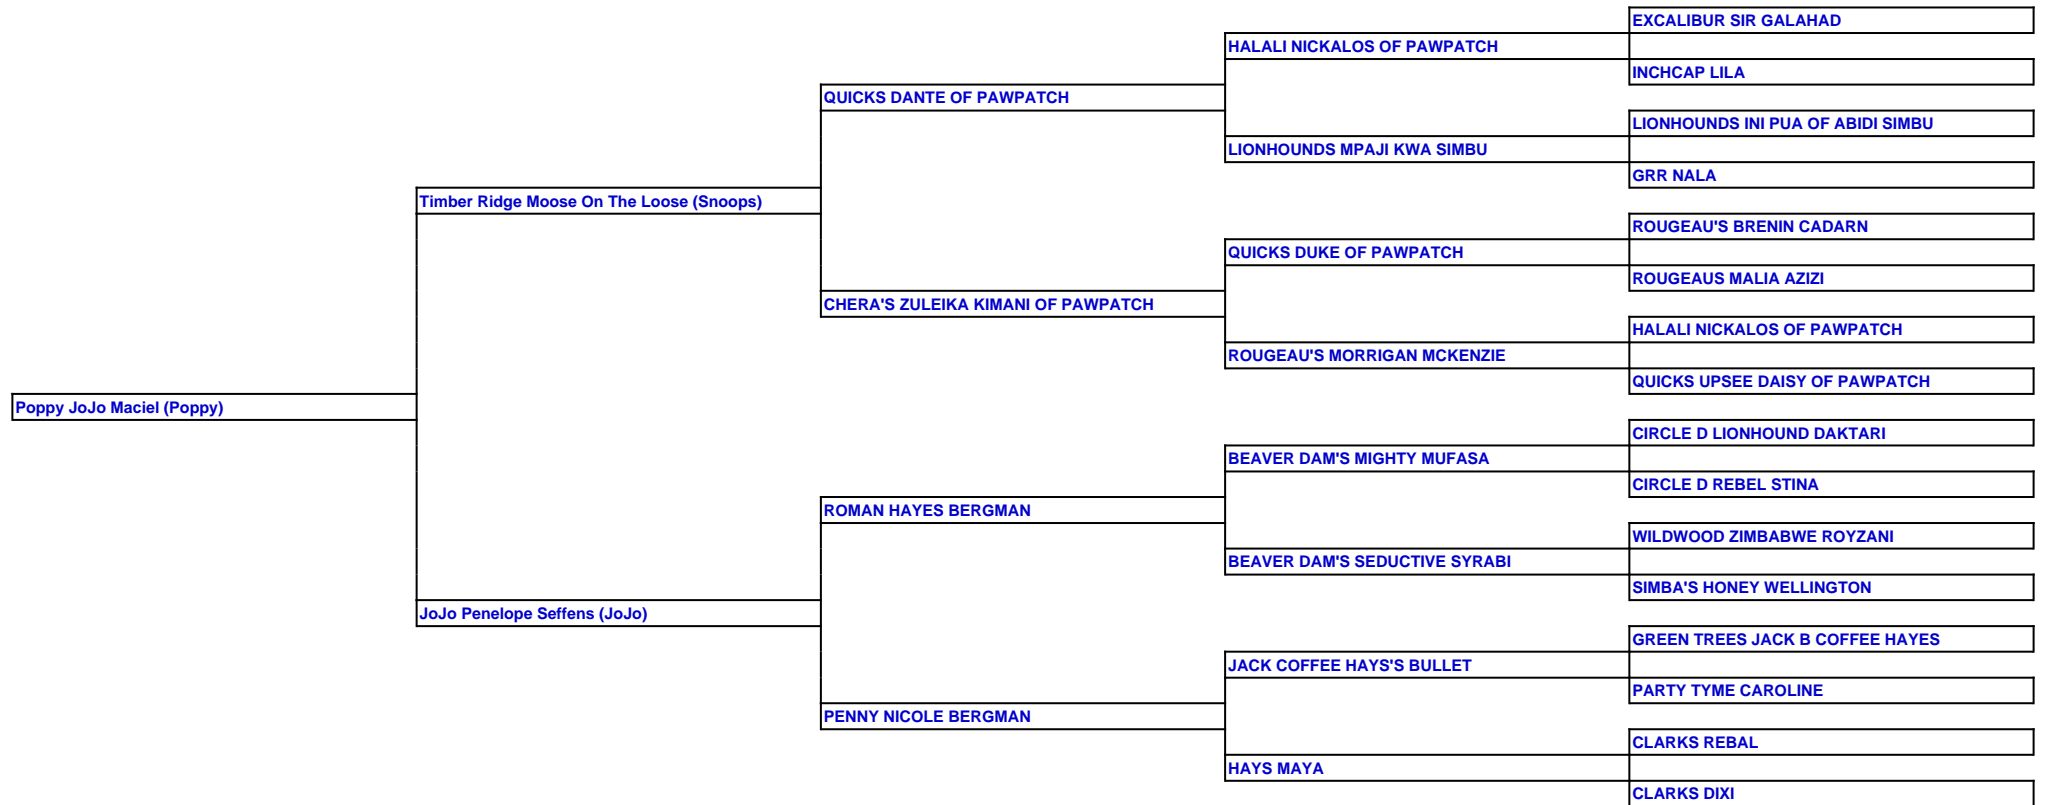 EXCALIBUR SIR GALAHAD
HALALI NICKALOS OF PAWPATCH
INCHCAP LILA
QUICKS DANTE OF PAWPATCH
LIONHOUNDS INI PUA OF ABIDI SIMBU
LIONHOUNDS MPAJI KWA SIMBU
GRR NALA
Timber Ridge Moose On The Loose (Snoops)
ROUGEAU'S BRENIN CADARN
QUICKS DUKE OF PAWPATCH
ROUGEAUS MALIA AZIZI
CHERA'S ZULEIKA KIMANI OF PAWPATCH
HALALI NICKALOS OF PAWPATCH
ROUGEAU'S MORRIGAN MCKENZIE
QUICKS UPSEE DAISY OF PAWPATCH
Poppy JoJo Maciel (Poppy)
CIRCLE D LIONHOUND DAKTARI
BEAVER DAM'S MIGHTY MUFASA
CIRCLE D REBEL STINA
ROMAN HAYES BERGMAN
WILDWOOD ZIMBABWE ROYZANI
BEAVER DAM'S SEDUCTIVE SYRABI
SIMBA'S HONEY WELLINGTON
JoJo Penelope Seffens (JoJo)
GREEN TREES JACK B COFFEE HAYES
JACK COFFEE HAYS'S BULLET
PARTY TYME CAROLINE
PENNY NICOLE BERGMAN
CLARKS REBAL
HAYS MAYA
CLARKS DIXI